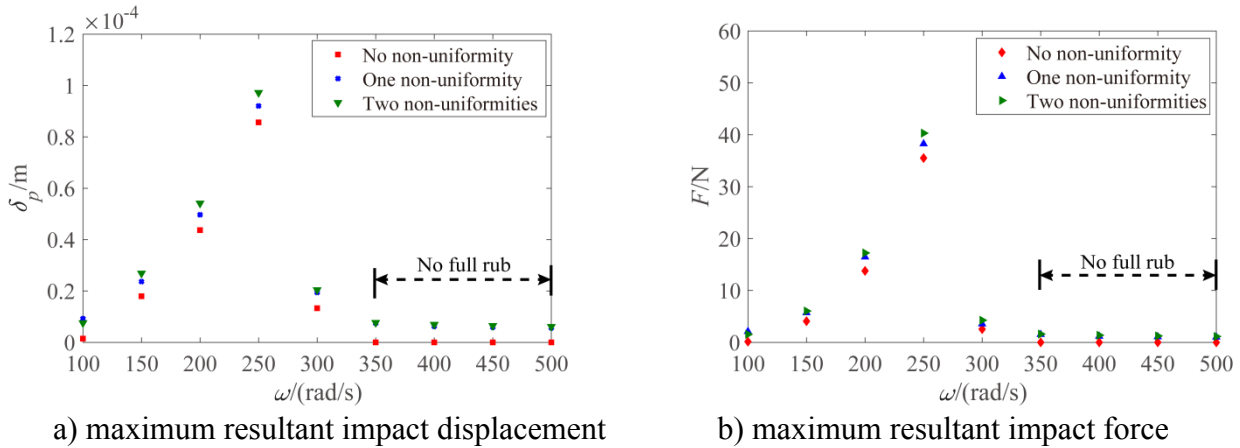 ×10⁻⁴
1.2
1
0.8
0.6
0.4
0.2
0
δp/m
No non-uniformity
One non-uniformity
Two non-uniformities
No full rub
100 150 200 250 300 350 400 450 500
ω/(rad/s)
a) maximum resultant impact displacement
60
50
40
30
20
10
0
F/N
No non-uniformity
One non-uniformity
Two non-uniformities
No full rub
100 150 200 250 300 350 400 450 500
ω/(rad/s)
b) maximum resultant impact force